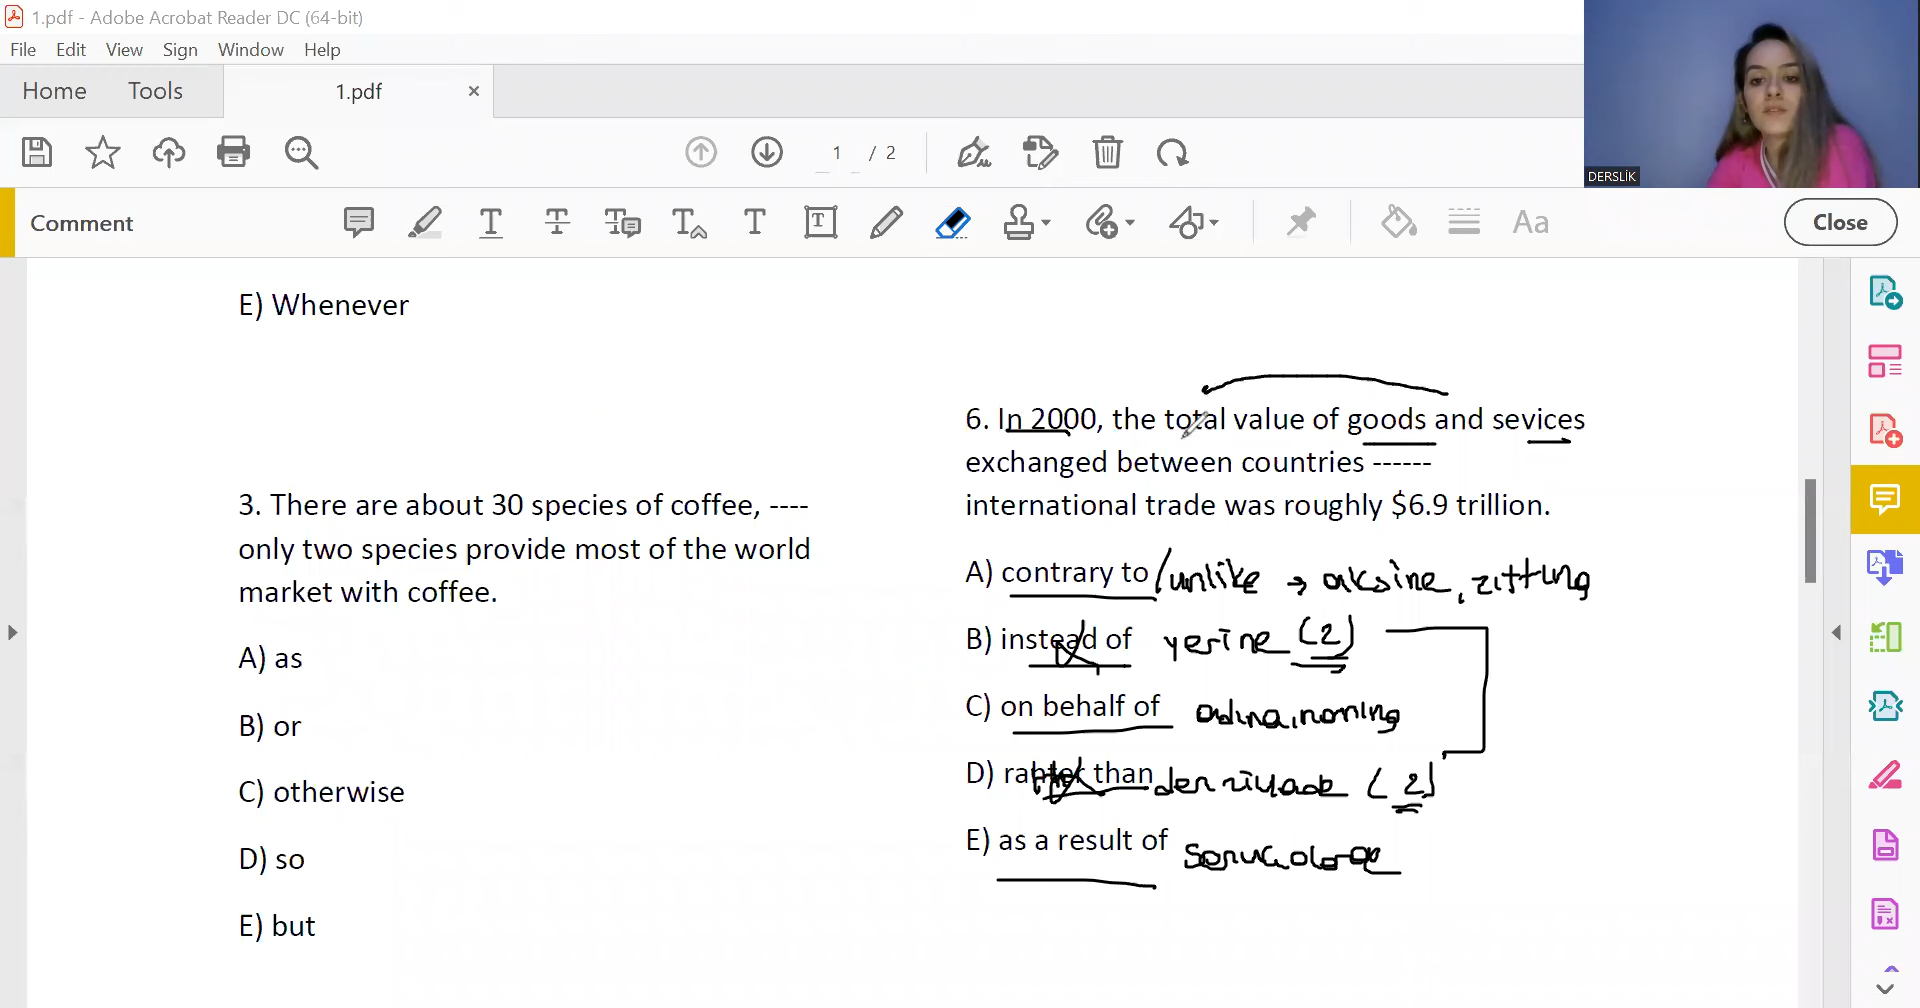 1.pdf - Adobe Acrobat Reader DC (64-bit)
File Edit View Sign Window Help
Home Tools 1.pdf ×
1 / 2
DERSLİK
Comment
Aa
Close
E) Whenever
3. There are about 30 species of coffee, ----
only two species provide most of the world
market with coffee.
A) as
B) or
C) otherwise
D) so
E) but
6. In 2000, the total value of goods and sevices
exchanged between countries ------
international trade was roughly $6.9 trillion.
A) contrary to / unlike → aksine, zıttına
B) instead of yerine (2)
C) on behalf of adına, namına
D) rahter than den ziyade (2)
E) as a result of sonucu olarak